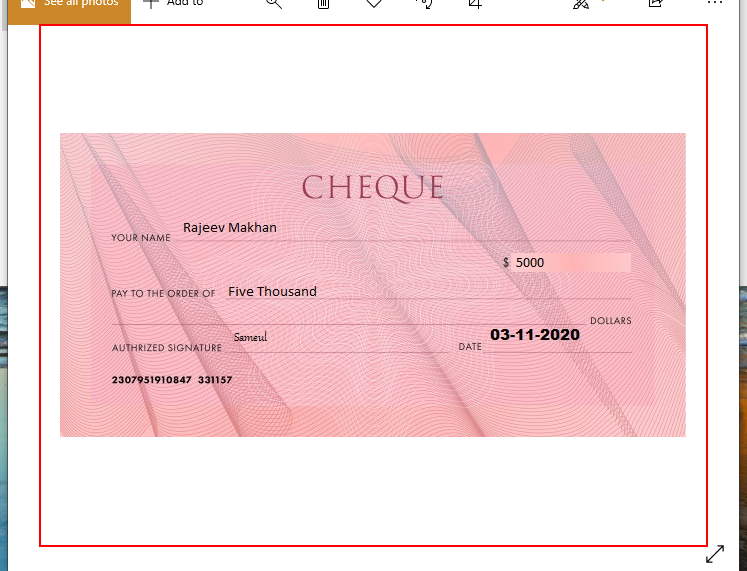 See all photos
Add to
CHEQUE
YOUR NAME Rajeev Makhan
$ 5000
PAY TO THE ORDER OF Five Thousand
DOLLARS
AUTHRIZED SIGNATURE Sameul
DATE 03-11-2020
2307951910847 331157